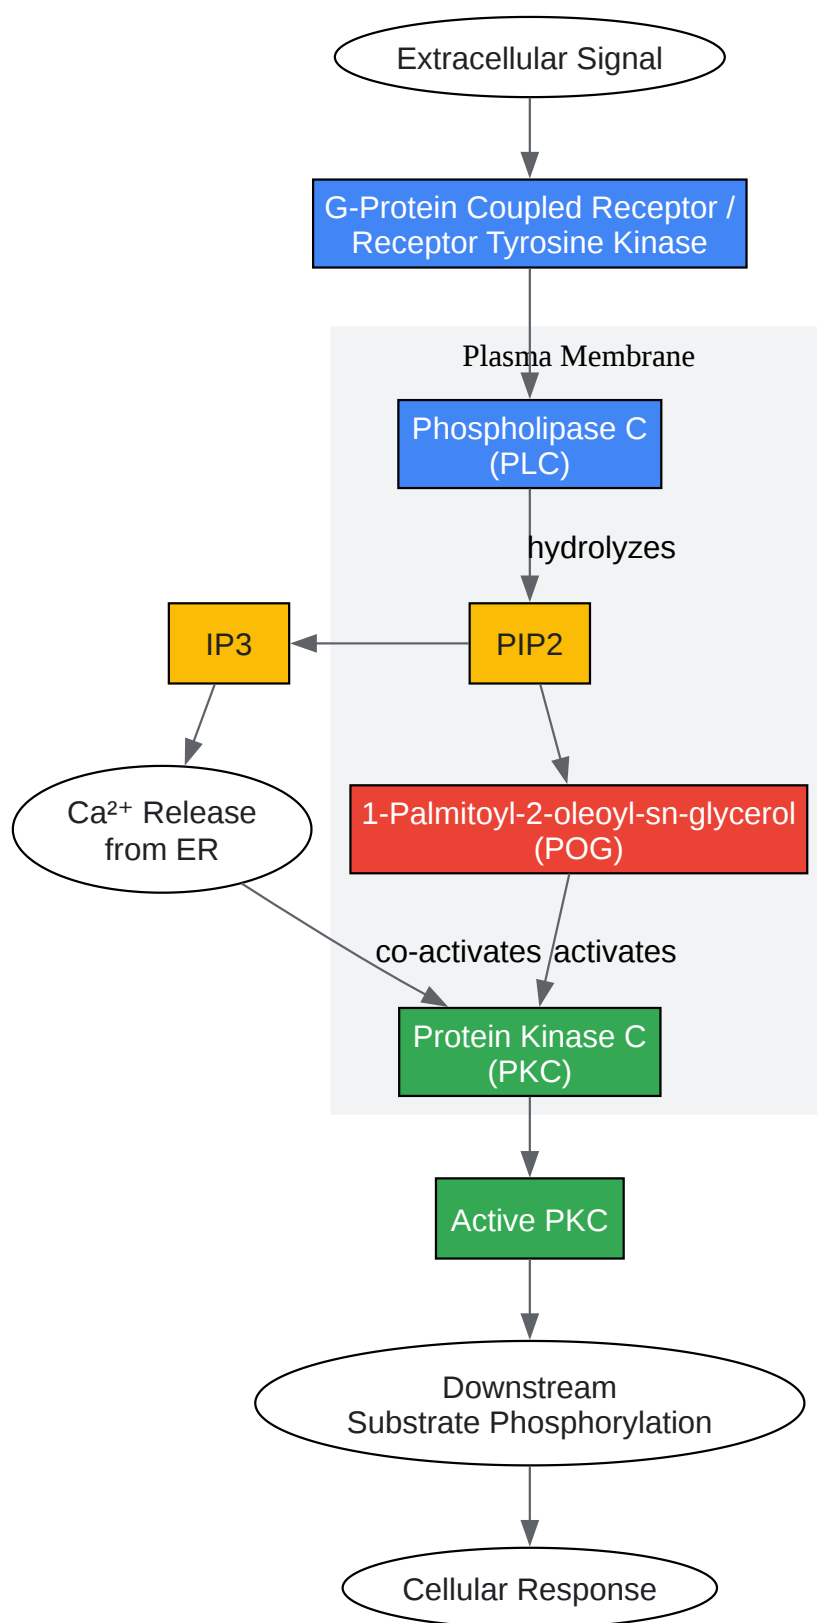 Extracellular Signal
G-Protein Coupled Receptor /
Receptor Tyrosine Kinase
Plasma Membrane
Phospholipase C
(PLC)
hydrolyzes
IP3
PIP2
Ca²⁺ Release
from ER
1-Palmitoyl-2-oleoyl-sn-glycerol
(POG)
co-activates
activates
Protein Kinase C
(PKC)
Active PKC
Downstream
Substrate Phosphorylation
Cellular Response